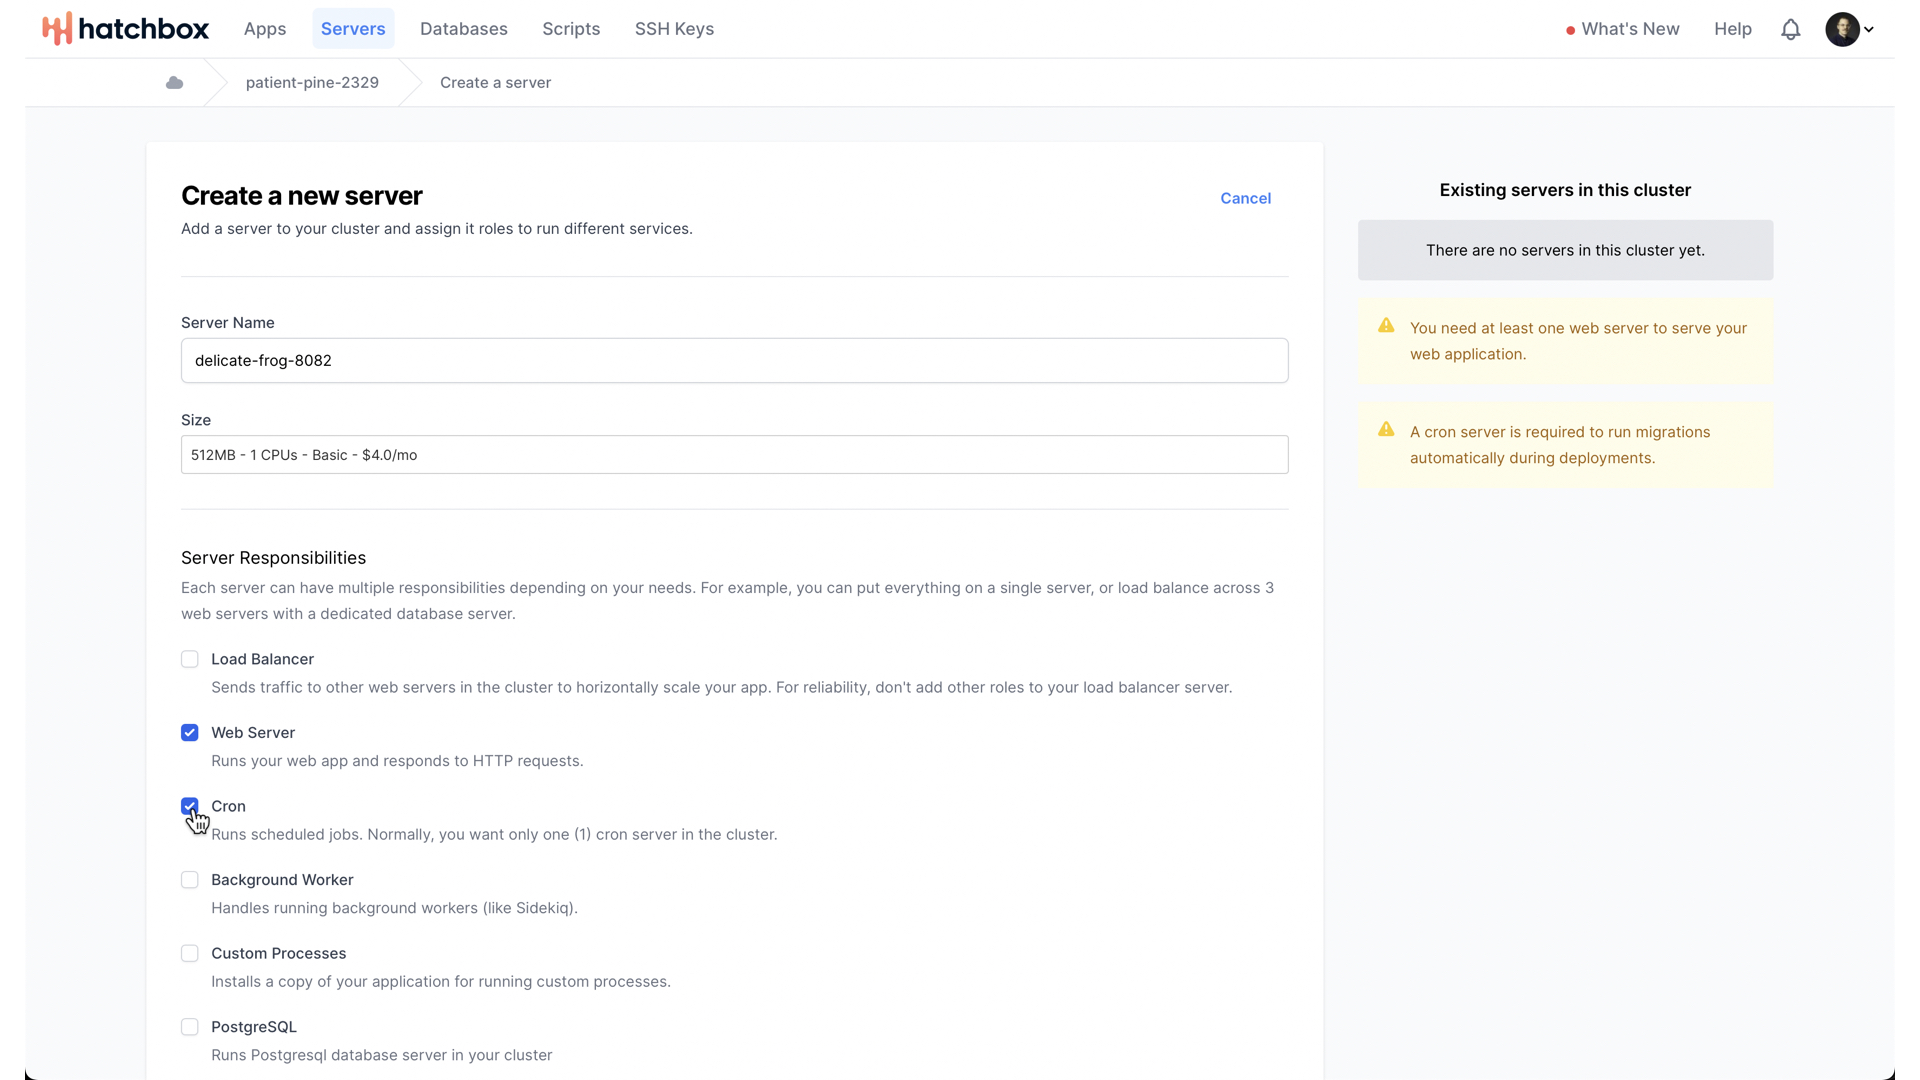 hatchbox
Apps
Servers
Databases
Scripts
SSH Keys
What's New
Help
patient-pine-2329
Create a server
Create a new server
Cancel
Add a server to your cluster and assign it roles to run different services.
Server Name
delicate-frog-8082
Size
512MB - 1 CPUs - Basic - $4.0/mo
Server Responsibilities
Each server can have multiple responsibilities depending on your needs. For example, you can put everything on a single server, or load balance across 3
web servers with a dedicated database server.
Load Balancer
Sends traffic to other web servers in the cluster to horizontally scale your app. For reliability, don't add other roles to your load balancer server.
Web Server
Runs your web app and responds to HTTP requests.
Cron
Runs scheduled jobs. Normally, you want only one (1) cron server in the cluster.
Background Worker
Handles running background workers (like Sidekiq).
Custom Processes
Installs a copy of your application for running custom processes.
PostgreSQL
Runs Postgresql database server in your cluster
Existing servers in this cluster
There are no servers in this cluster yet.
You need at least one web server to serve your
web application.
A cron server is required to run migrations
automatically during deployments.